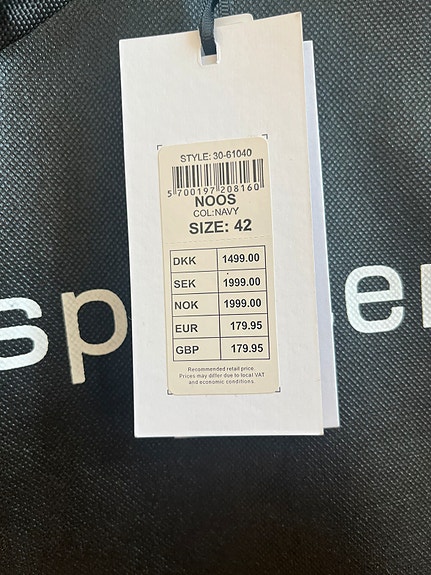 STYLE: 30-61040
5 700197 208160
NOOS
COL:NAVY
SIZE: 42
DKK 1499.00
SEK 1999.00
NOK 1999.00
EUR 179.95
GBP 179.95
Recommended retail price.
Prices may differ due to local VAT
and economic conditions.